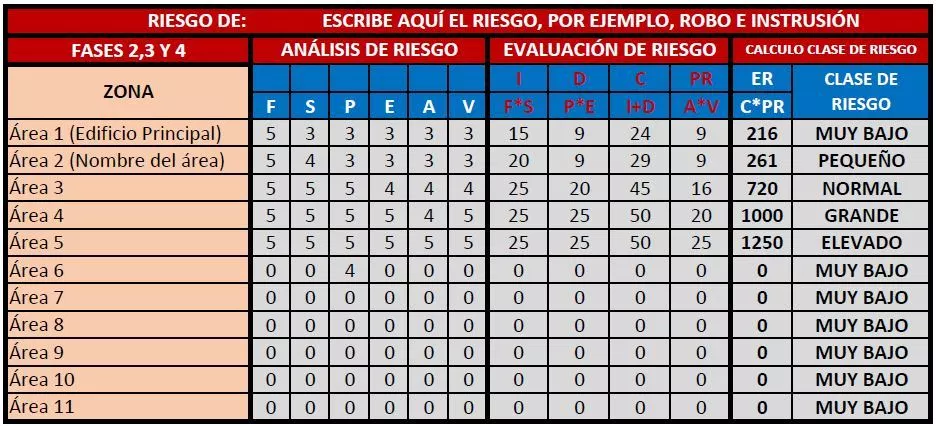 RIESGO DE: ESCRIBE AQUÍ EL RIESGO, POR EJEMPLO, ROBO E INSTRUSIÓN
FASES 2,3 Y 4 ANÁLISIS DE RIESGO EVALUACIÓN DE RIESGO CALCULO CLASE DE RIESGO
ZONA I D C PR ER CLASE DE RIESGO
F S P E A V F*S P*E I+D A*V C*PR
Área 1 (Edificio Principal) 5 3 3 3 3 3 15 9 24 9 216 MUY BAJO
Área 2 (Nombre del área) 5 4 3 3 3 3 20 9 29 9 261 PEQUEÑO
Área 3 5 5 5 4 4 4 25 20 45 16 720 NORMAL
Área 4 5 5 5 5 4 5 25 25 50 20 1000 GRANDE
Área 5 5 5 5 5 5 5 25 25 50 25 1250 ELEVADO
Área 6 0 0 4 0 0 0 0 0 0 0 0 MUY BAJO
Área 7 0 0 0 0 0 0 0 0 0 0 0 MUY BAJO
Área 8 0 0 0 0 0 0 0 0 0 0 0 MUY BAJO
Área 9 0 0 0 0 0 0 0 0 0 0 0 MUY BAJO
Área 10 0 0 0 0 0 0 0 0 0 0 0 MUY BAJO
Área 11 0 0 0 0 0 0 0 0 0 0 0 MUY BAJO